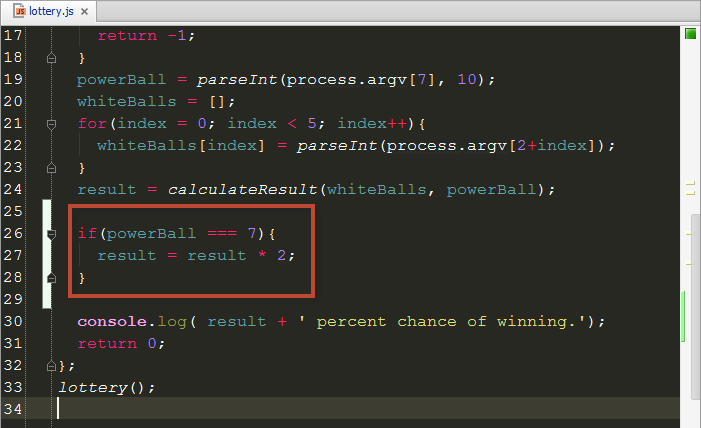 lottery.js
17 return -1;
18 }
19 powerBall = parseInt(process.argv[7], 10);
20 whiteBalls = [];
21 for(index = 0; index < 5; index++){
22 whiteBalls[index] = parseInt(process.argv[2+index]);
23 }
24 result = calculateResult(whiteBalls, powerBall);
25
26 if(powerBall === 7){
27 result = result * 2;
28 }
29
30 console.log( result + ' percent chance of winning.');
31 return 0;
32 };
33 lottery();
34